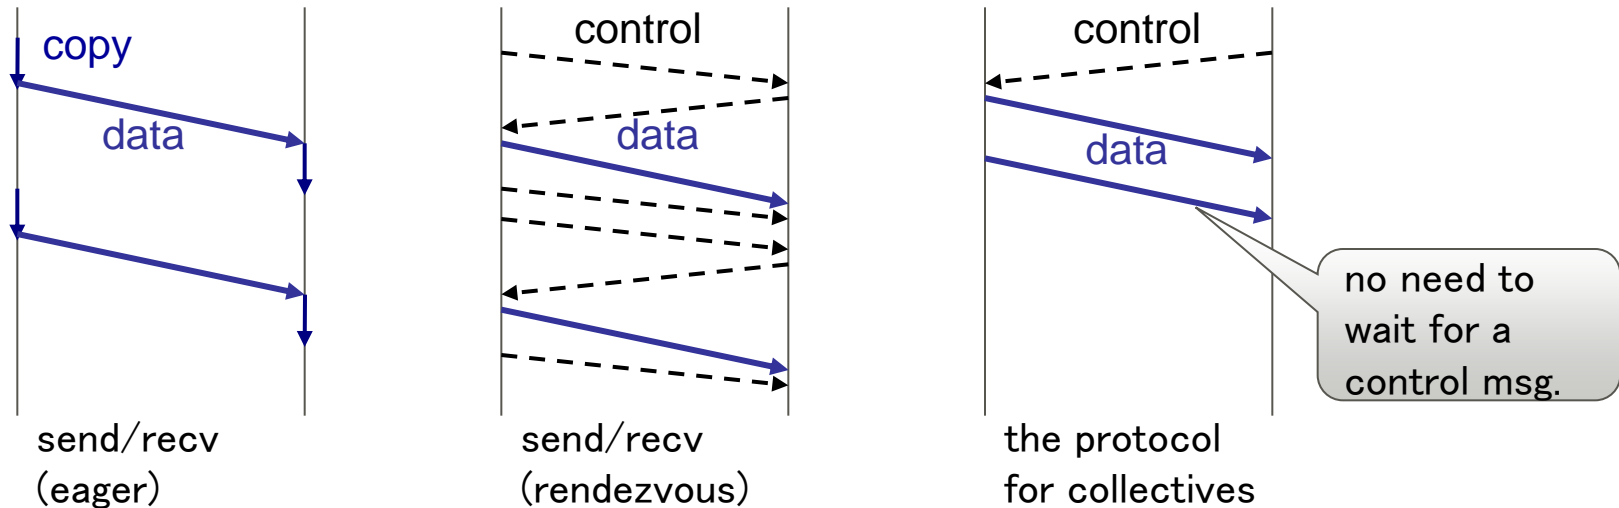 copy
data
send/recv
(eager)
control
data
send/recv
(rendezvous)
control
data
no need to
wait for a
control msg.
the protocol
for collectives